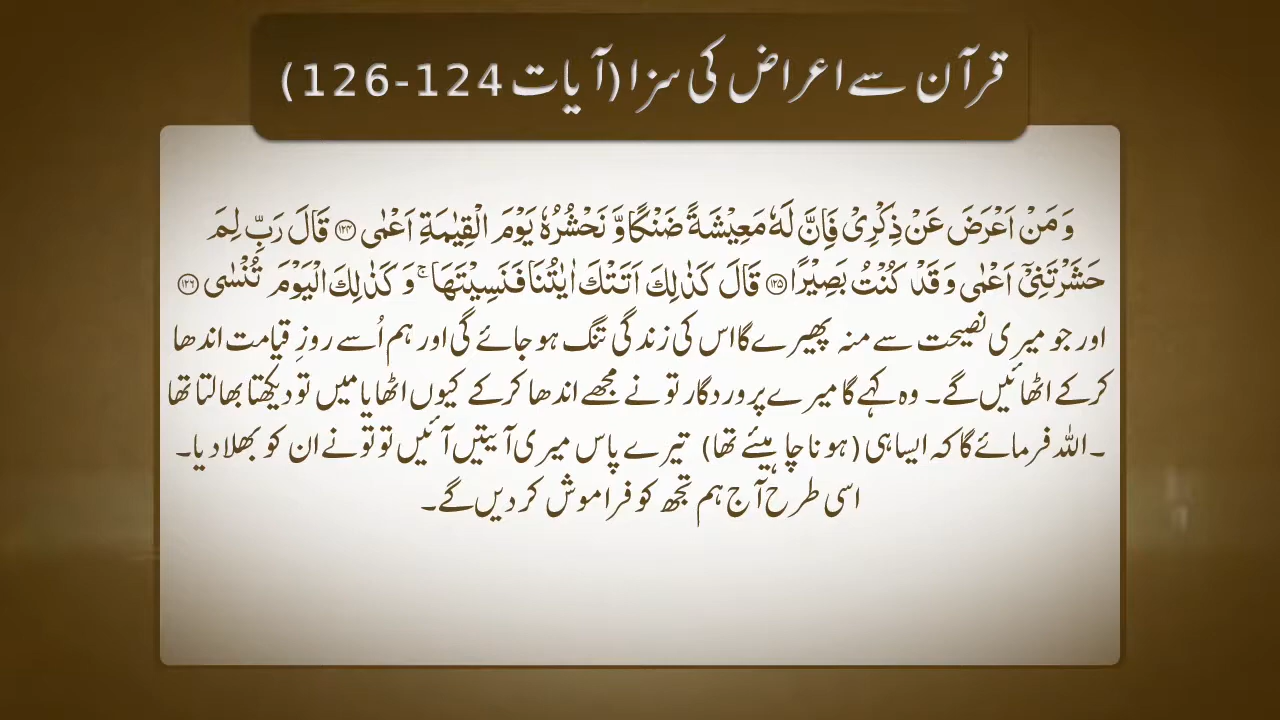 قرآن سے اعراض کی سزا (آیات 124-126)
وَ مَنْ اَعْرَضَ عَنْ ذِكْرِیْ فَاِنَّ لَهٗ مَعِیْشَةً ضَنْكًا وَّ نَحْشُرُهٗ یَوْمَ الْقِیٰمَةِ اَعْمٰى ۝۱۲۴ قَالَ رَبِّ لِمَ
حَشَرْتَنِیْۤ اَعْمٰى وَ قَدْ كُنْتُ بَصِیْرًا ۝۱۲۵ قَالَ كَذٰلِكَ اَتَتْكَ اٰیٰتُنَا فَنَسِیْتَهَا ۚ وَ كَذٰلِكَ الْیَوْمَ تُنْسٰى ۝۱۲۶
اور جو میری نصیحت سے منہ پھیرے گا اس کی زندگی تنگ ہو جائے گی اور ہم اُسے روزِ قیامت اندھا
کر کے اٹھائیں گے۔ وہ کہے گا میرے پروردگار تو نے مجھے اندھا کر کے کیوں اٹھایا میں تو دیکھتا بھالتا تھا
۔ اللہ فرمائے گا کہ ایسا ہی (ہونا چاہیئے تھا) تیرے پاس میری آیتیں آئیں تو تو نے ان کو بھلا دیا۔
اسی طرح آج ہم تجھ کو فراموش کر دیں گے۔